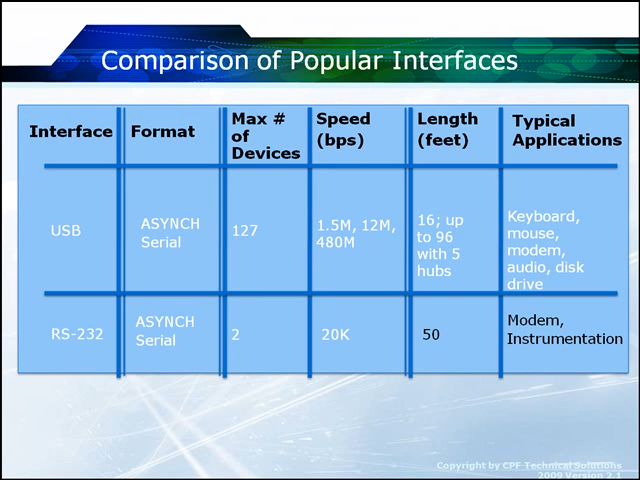 Comparison of Popular Interfaces
Interface
Format
Max #
of
Devices
Speed
(bps)
Length
(feet)
Typical
Applications
USB
ASYNCH
Serial
127
1.5M, 12M,
480M
16; up
to 96
with 5
hubs
Keyboard,
mouse,
modem,
audio, disk
drive
RS-232
ASYNCH
Serial
2
20K
50
Modem,
Instrumentation
Copyright by CPF Technical Solutions
2009 Version 2.1